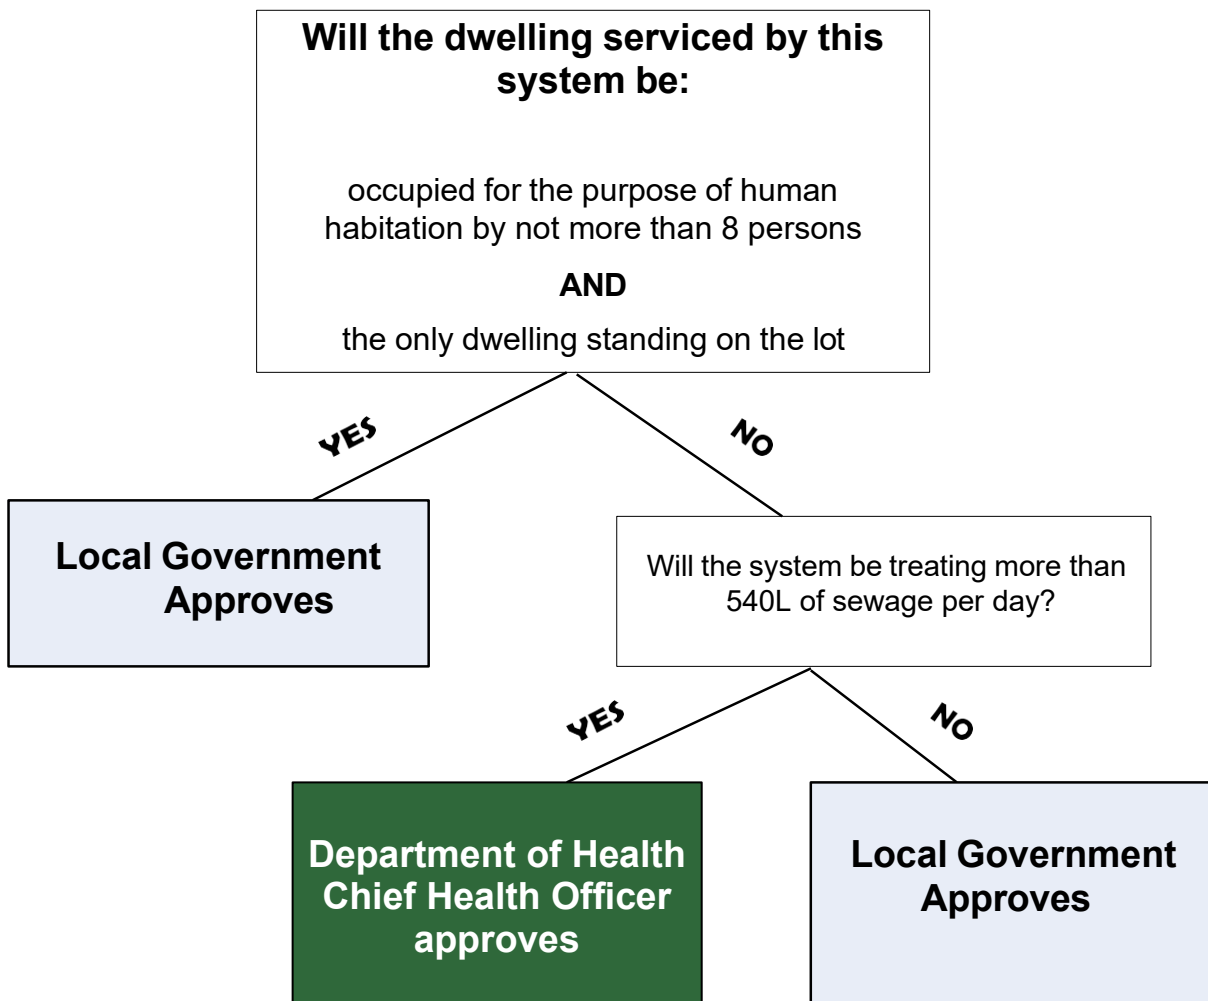 Will the dwelling serviced by this
system be:
occupied for the purpose of human
habitation by not more than 8 persons
AND
the only dwelling standing on the lot
YES
NO
Local Government
Approves
Will the system be treating more than
540L of sewage per day?
YES
NO
Department of Health
Chief Health Officer
approves
Local Government
Approves